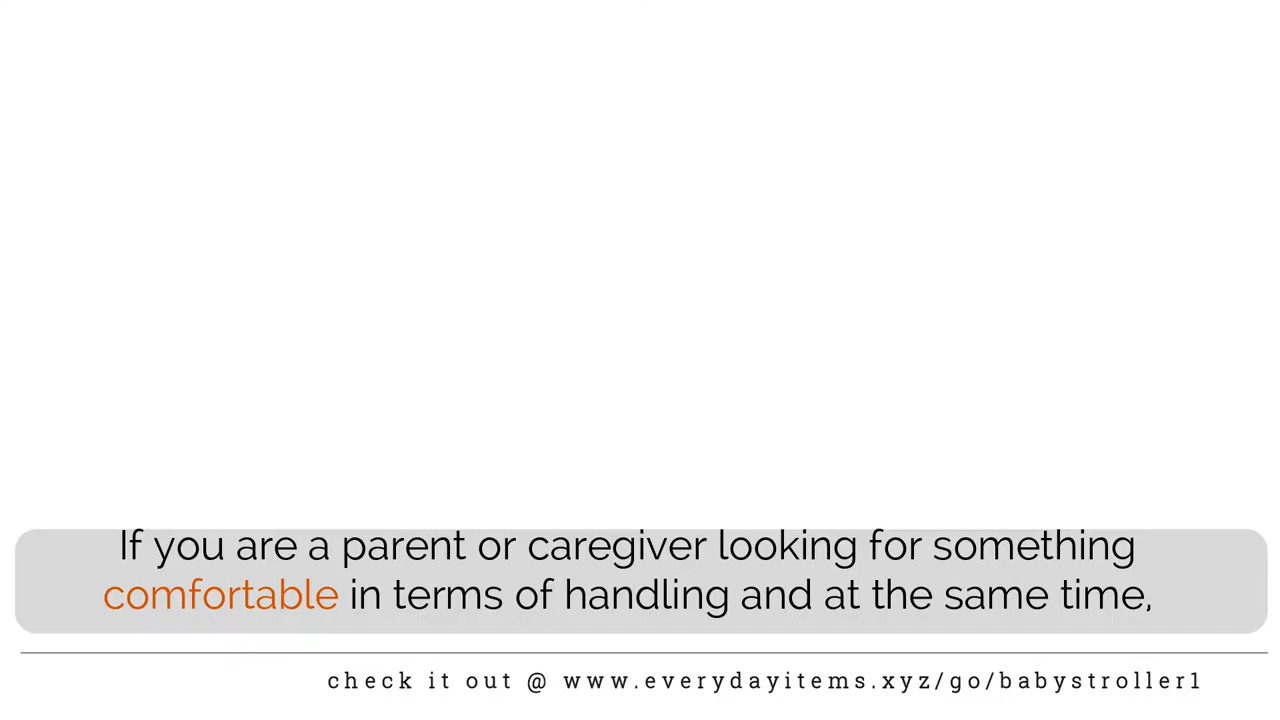 If you are a parent or caregiver looking for something
comfortable in terms of handling and at the same time,
check it out @ www.everydayitems.xyz/go/babystroller1